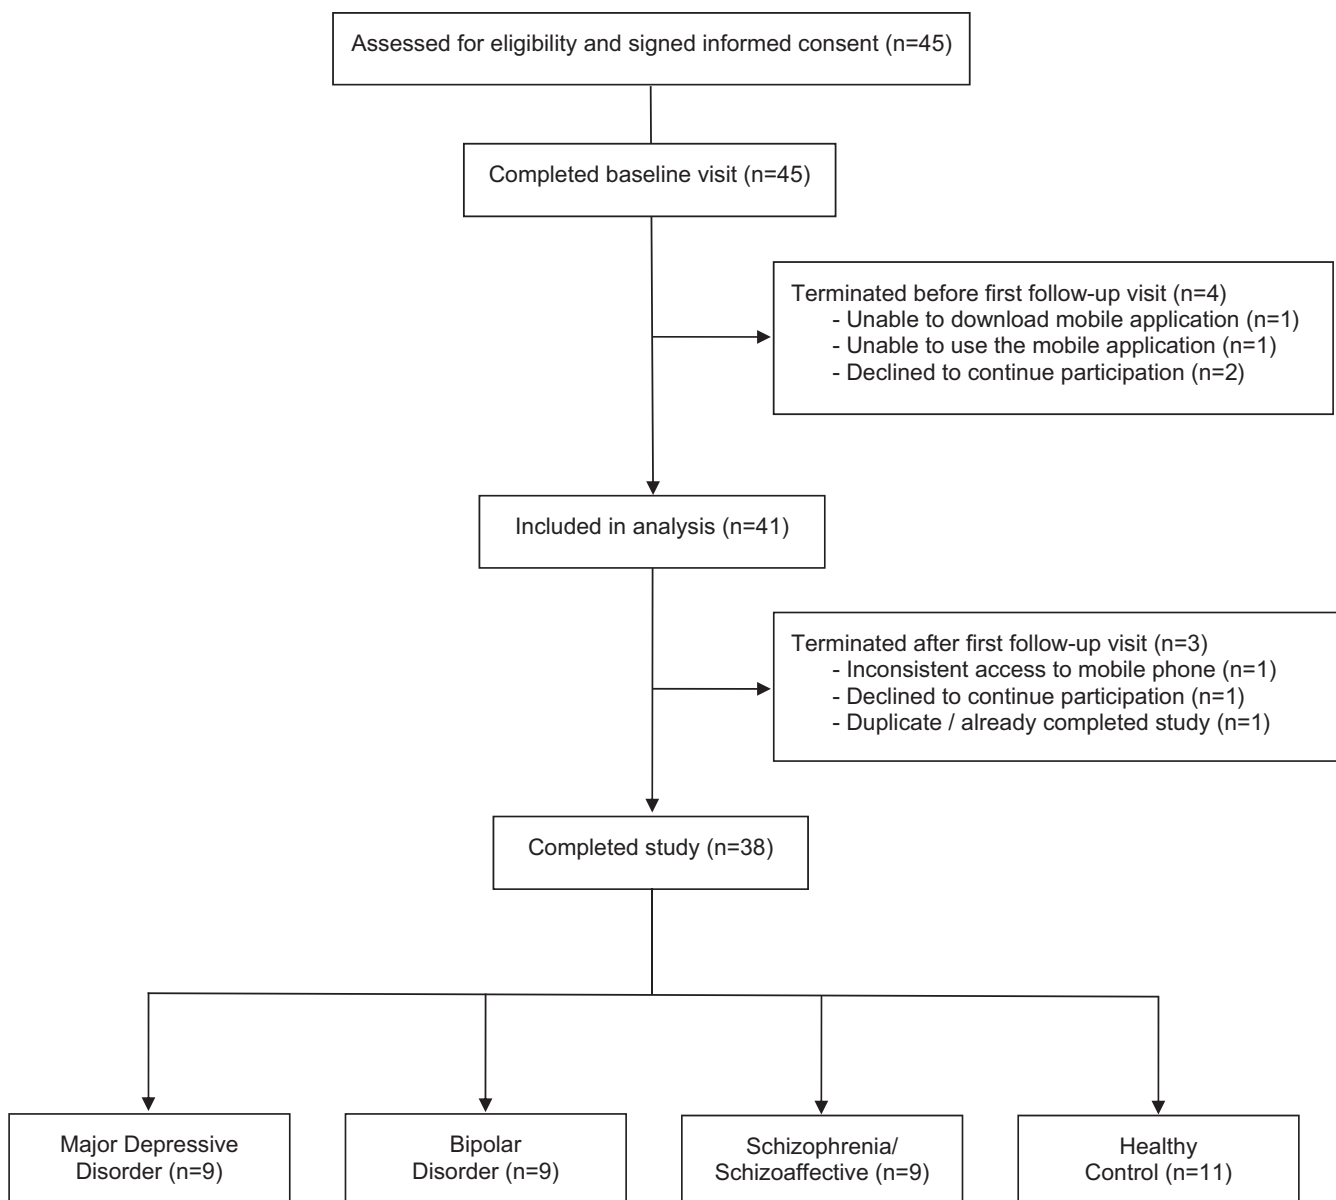 Assessed for eligibility and signed informed consent (n=45)
Completed baseline visit (n=45)
Terminated before first follow-up visit (n=4)
- Unable to download mobile application (n=1)
- Unable to use the mobile application (n=1)
- Declined to continue participation (n=2)
Included in analysis (n=41)
Terminated after first follow-up visit (n=3)
- Inconsistent access to mobile phone (n=1)
- Declined to continue participation (n=1)
- Duplicate / already completed study (n=1)
Completed study (n=38)
Major Depressive
Disorder (n=9)
Bipolar
Disorder (n=9)
Schizophrenia/
Schizoaffective (n=9)
Healthy
Control (n=11)